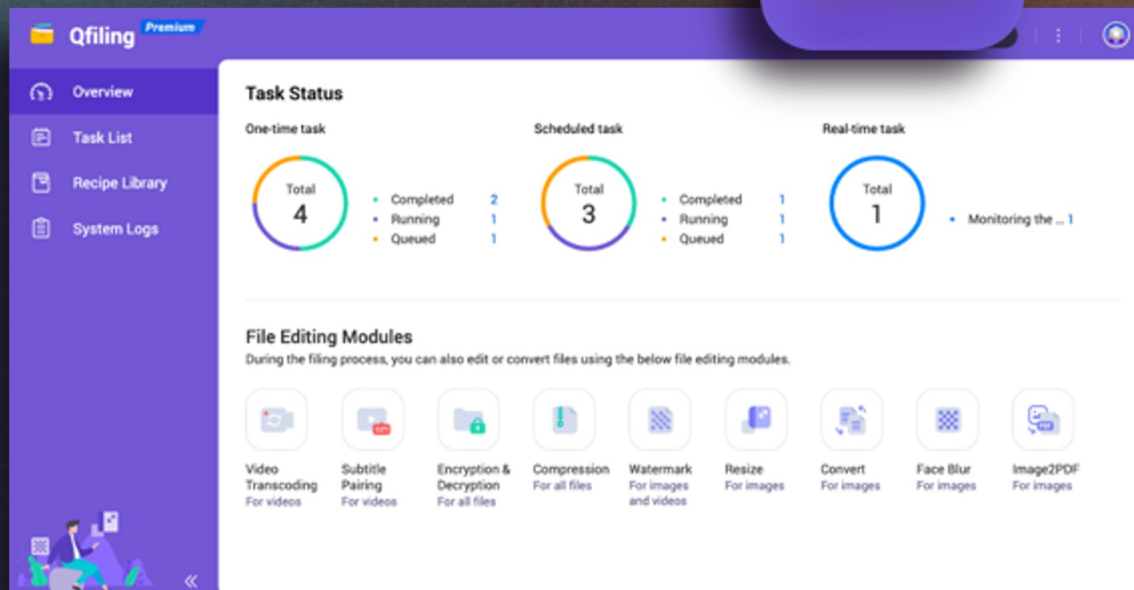 Qfiling Premium
Overview
Task List
Recipe Library
System Logs
Task Status
One-time task
Total
4
Completed 2
Running 1
Queued 1
Scheduled task
Total
3
Completed 1
Running 1
Queued 1
Real-time task
Total
1
Monitoring the ... 1
File Editing Modules
During the filing process, you can also edit or convert files using the below file editing modules.
Video
Transcoding
For videos
Subtitle
Pairing
For videos
Encryption &
Decryption
For all files
Compression
For all files
Watermark
For images
and videos
Resize
For images
Convert
For images
Face Blur
For images
Image2PDF
For images